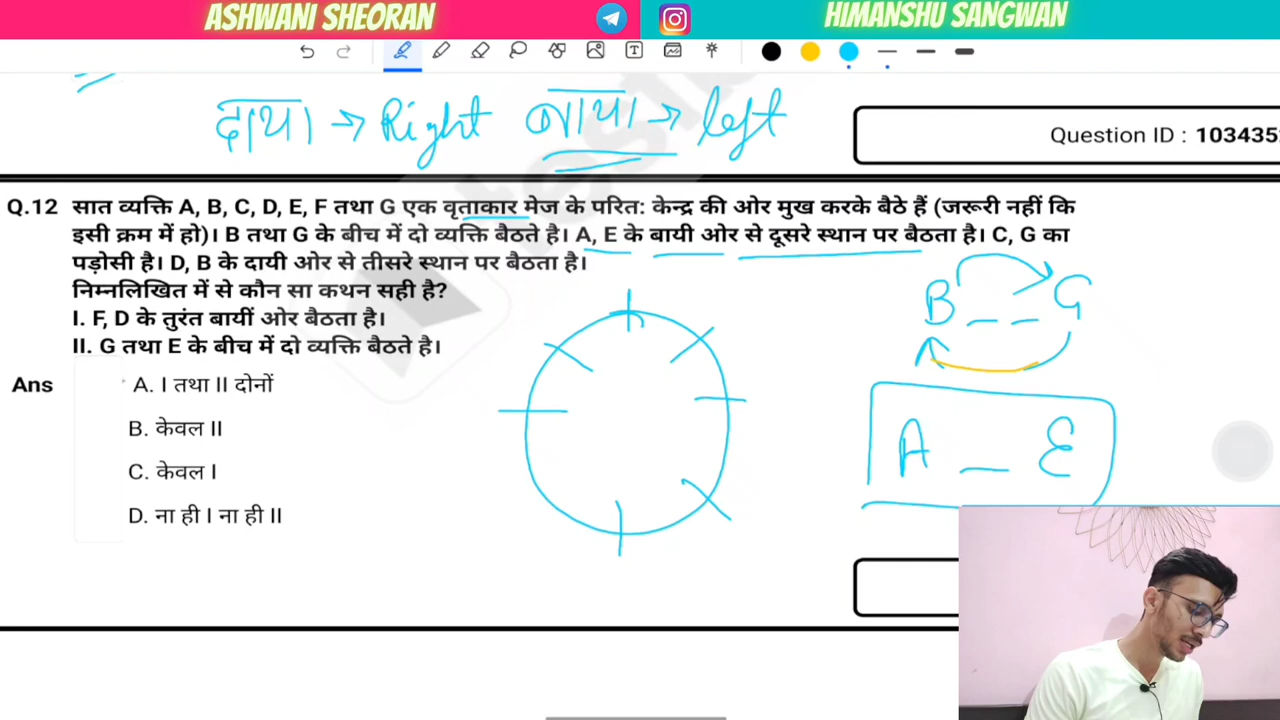 ASHWANI SHEORAN
HIMANSHU SANGWAN
दाया → Right बाया → left
Question ID : 103435
Q.12 सात व्यक्ति A, B, C, D, E, F तथा G एक वृताकार मेज के परित: केन्द्र की ओर मुख करके बैठे हैं (जरूरी नहीं कि
इसी क्रम में हो)। B तथा G के बीच में दो व्यक्ति बैठते है। A, E के बायी ओर से दूसरे स्थान पर बैठता है। C, G का
पड़ोसी है। D, B के दायी ओर से तीसरे स्थान पर बैठता है।
निम्नलिखित में से कौन सा कथन सही है?
I. F, D के तुरंत बायीं ओर बैठता है।
II. G तथा E के बीच में दो व्यक्ति बैठते है।
Ans A. I तथा II दोनों
B. केवल II
C. केवल I
D. ना ही I ना ही II
B _ _ G
A _ E